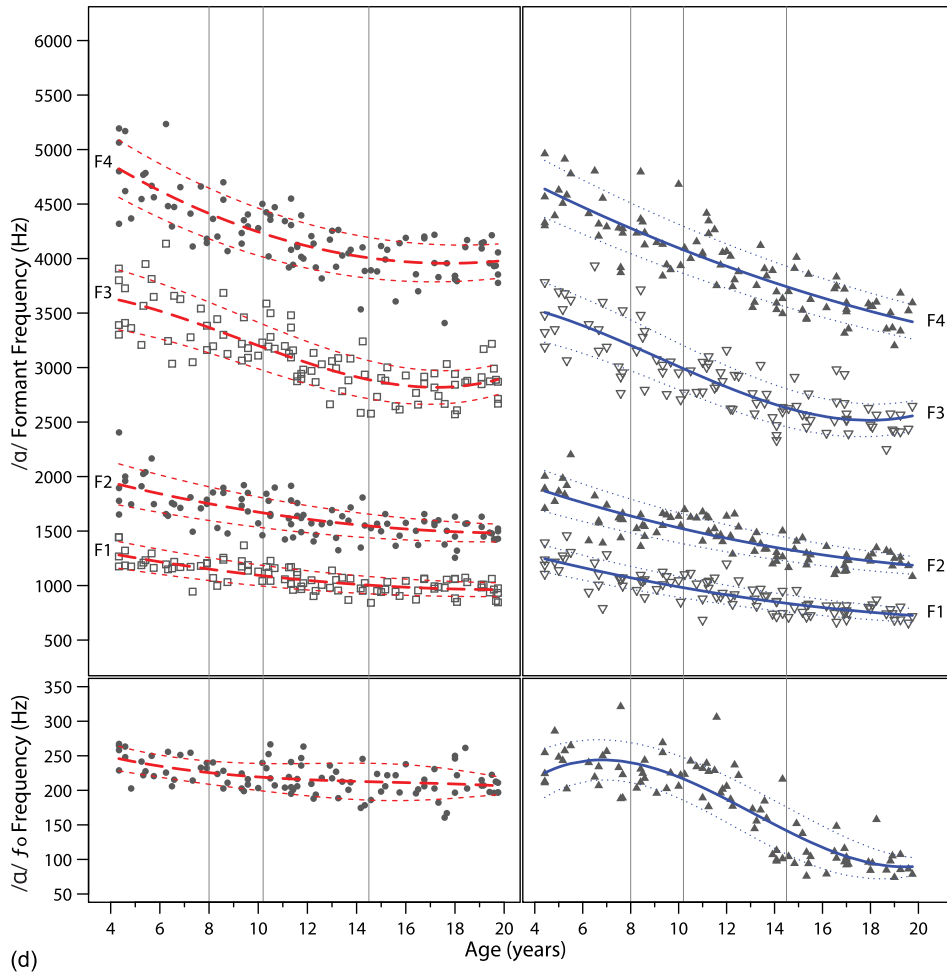 /ɑ/ Formant Frequency (Hz)
6000
5500
5000
4500
4000
3500
3000
2500
2000
1500
1000
500
F4
F3
F2
F1
F4
F3
F2
F1
/ɑ/ ƒo Frequency (Hz)
350
300
250
200
150
100
50
4 6 8 10 12 14 16 18 20 4 6 8 10 12 14 16 18 20
Age (years)
(d)